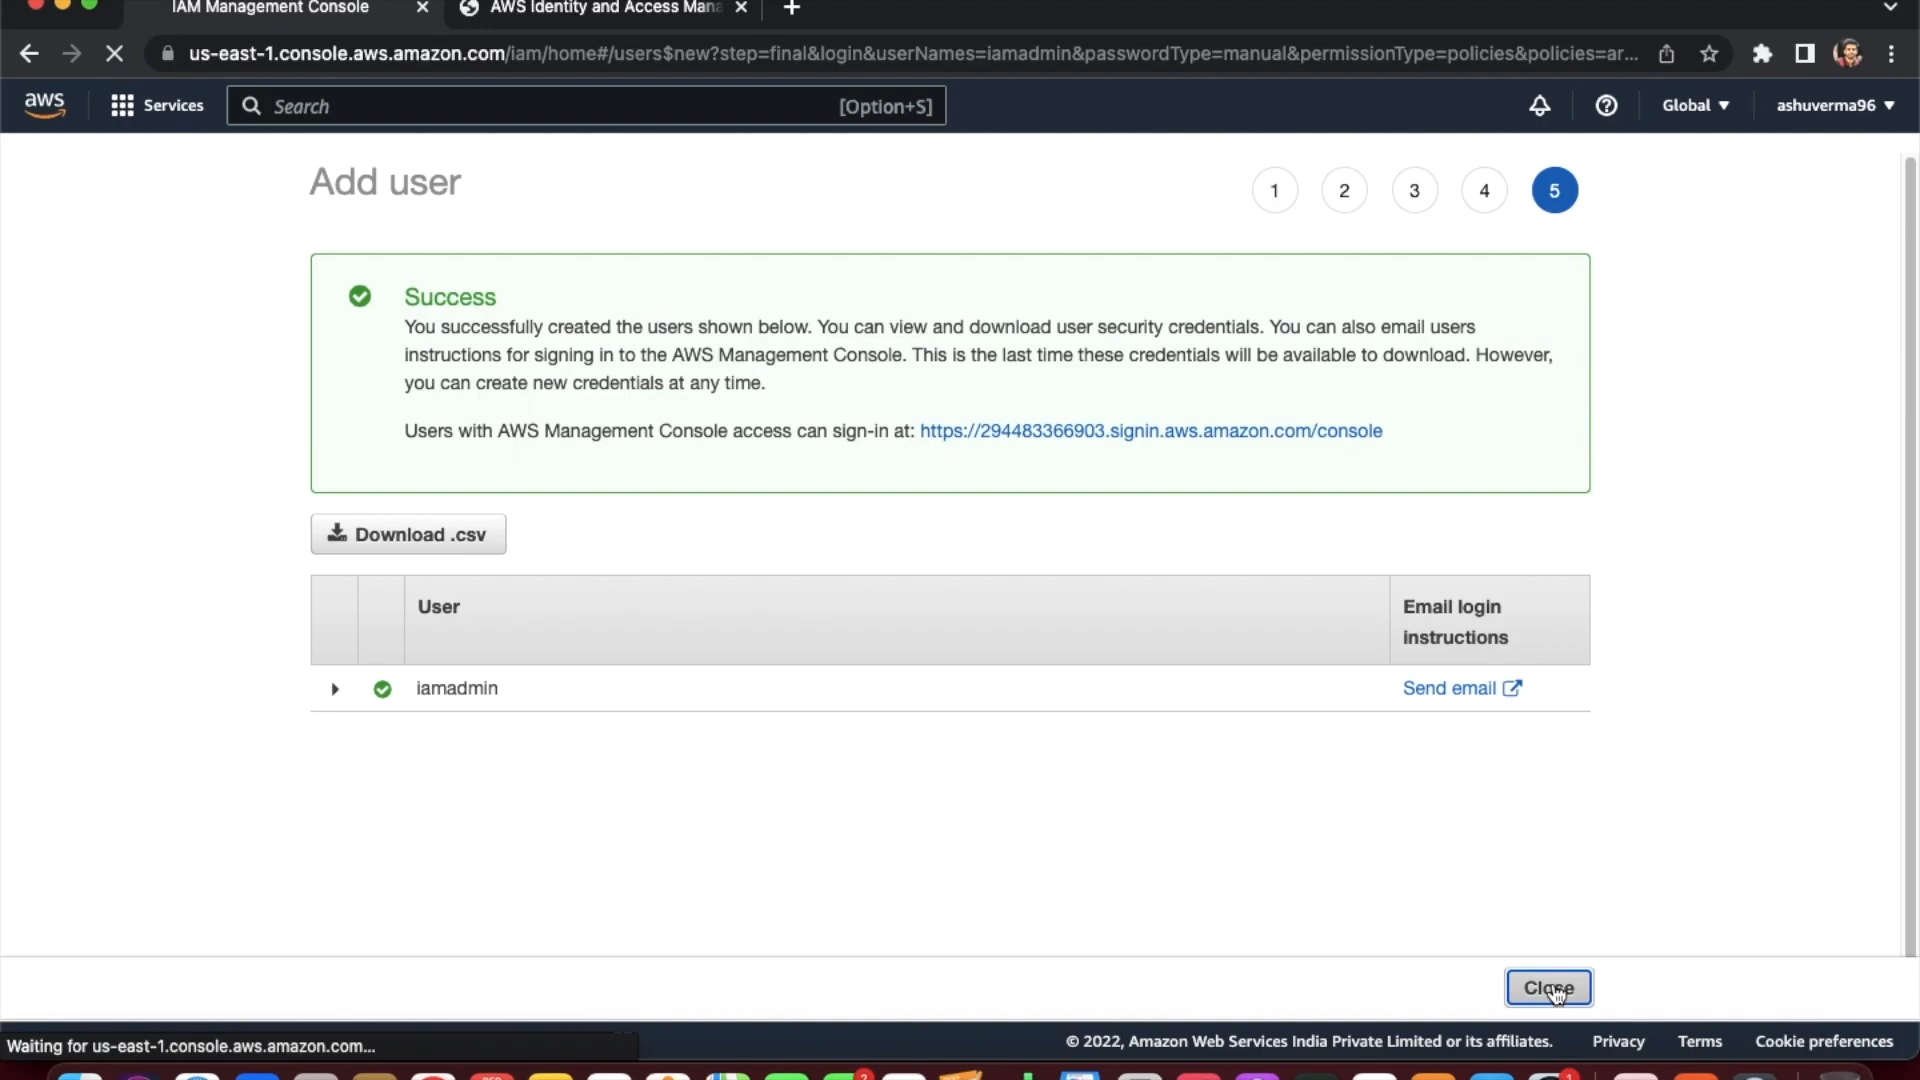 IAM Management Console
AWS Identity and Access Mana
us-east-1.console.aws.amazon.com/iam/home#/users$new?step=final&login&userNames=iamadmin&passwordType=manual&permissionType=policies&policies=ar...
aws
Services
Search
[Option+S]
Global
ashuverma96
Add user
1 2 3 4 5
Success
You successfully created the users shown below. You can view and download user security credentials. You can also email users
instructions for signing in to the AWS Management Console. This is the last time these credentials will be available to download. However,
you can create new credentials at any time.
Users with AWS Management Console access can sign-in at: https://294483366903.signin.aws.amazon.com/console
Download .csv
User
Email login
instructions
iamadmin
Send email
Close
Waiting for us-east-1.console.aws.amazon.com...
© 2022, Amazon Web Services India Private Limited or its affiliates.
Privacy
Terms
Cookie preferences
2
1